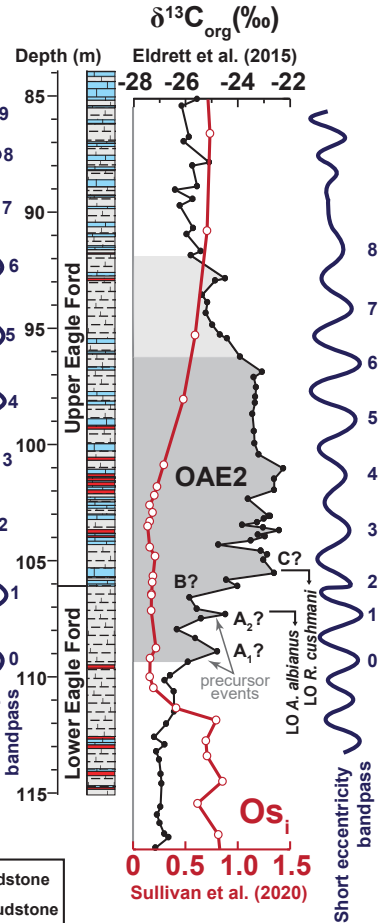 δ13Corg(‰)
Depth (m) Eldrett et al. (2015)
-28 -26 -24 -22
85
90
95
100
105
110
115
Upper Eagle Ford
Lower Eagle Ford
9
8
7
6
5
4
3
2
1
0
bandpass
OAE2
C?
B?
A2?
A1?
precursor
events
LO A. albianus
LO R. cushmani
8
7
6
5
4
3
2
1
0
Short eccentricity
bandpass
Osi
0 0.5 1.0 1.5
Sullivan et al. (2020)